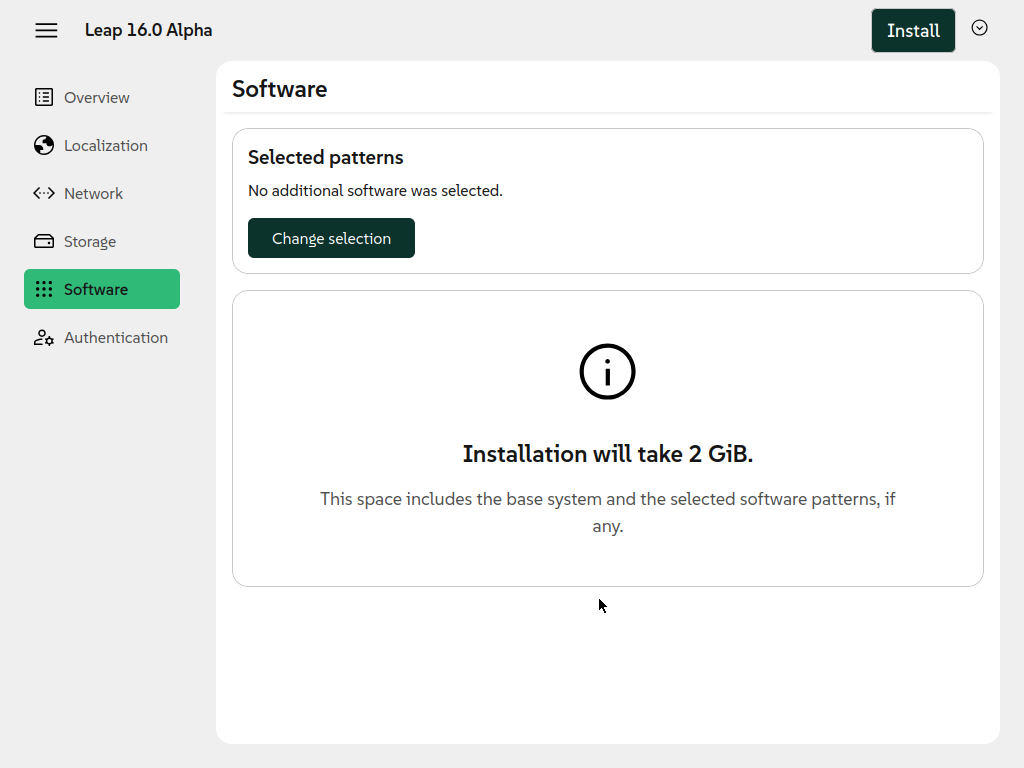 Leap 16.0 Alpha
Install
Overview
Localization
Network
Storage
Software
Authentication
Software
Selected patterns
No additional software was selected.
Change selection
Installation will take 2 GiB.
This space includes the base system and the selected software patterns, if
any.